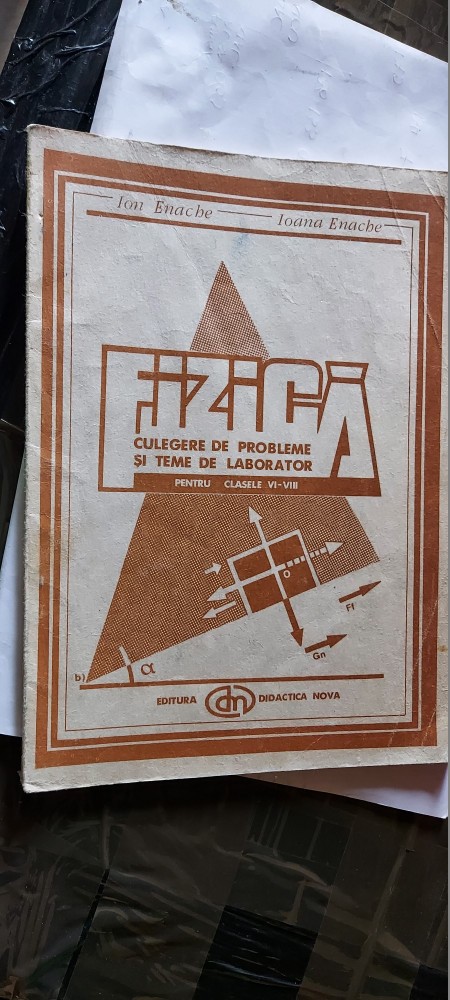 Ion Enache Ioana Enache
FIZICĂ
CULEGERE DE PROBLEME
ȘI TEME DE LABORATOR
PENTRU CLASELE VI-VIII
O
Ff
Gn
b) α
EDITURA dn DIDACTICA NOVA